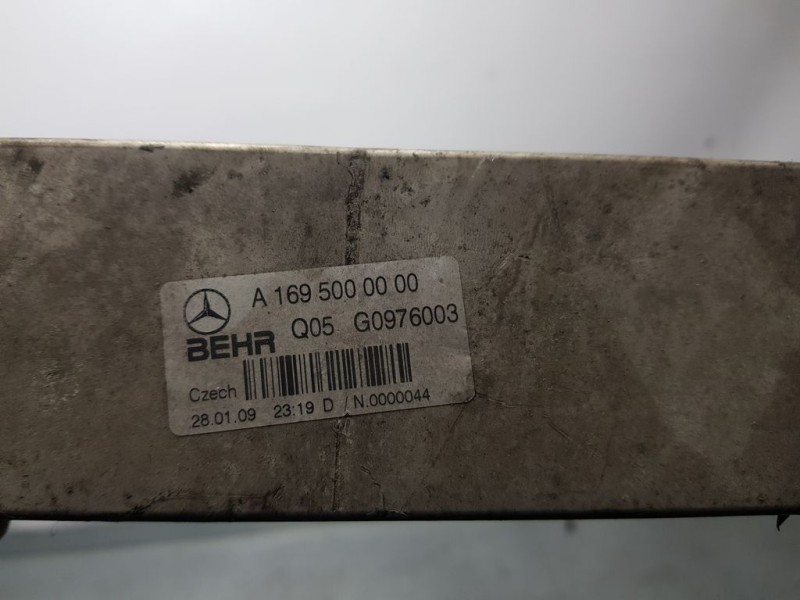 A 169 500 00 00
BEHR Q05 G0976003
Czech
28.01.09 23:19 D / N.0000044